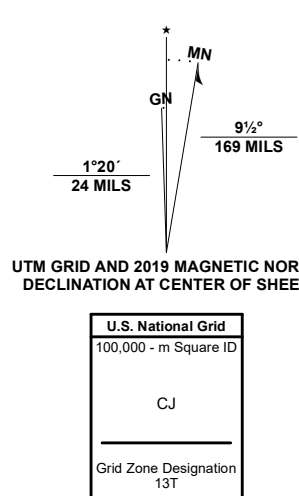 ★
MN
GN
9½°
169 MILS
1°20´
24 MILS
UTM GRID AND 2019 MAGNETIC NOR
DECLINATION AT CENTER OF SHEE
U.S. National Grid
100,000 - m Square ID
CJ
Grid Zone Designation
13T